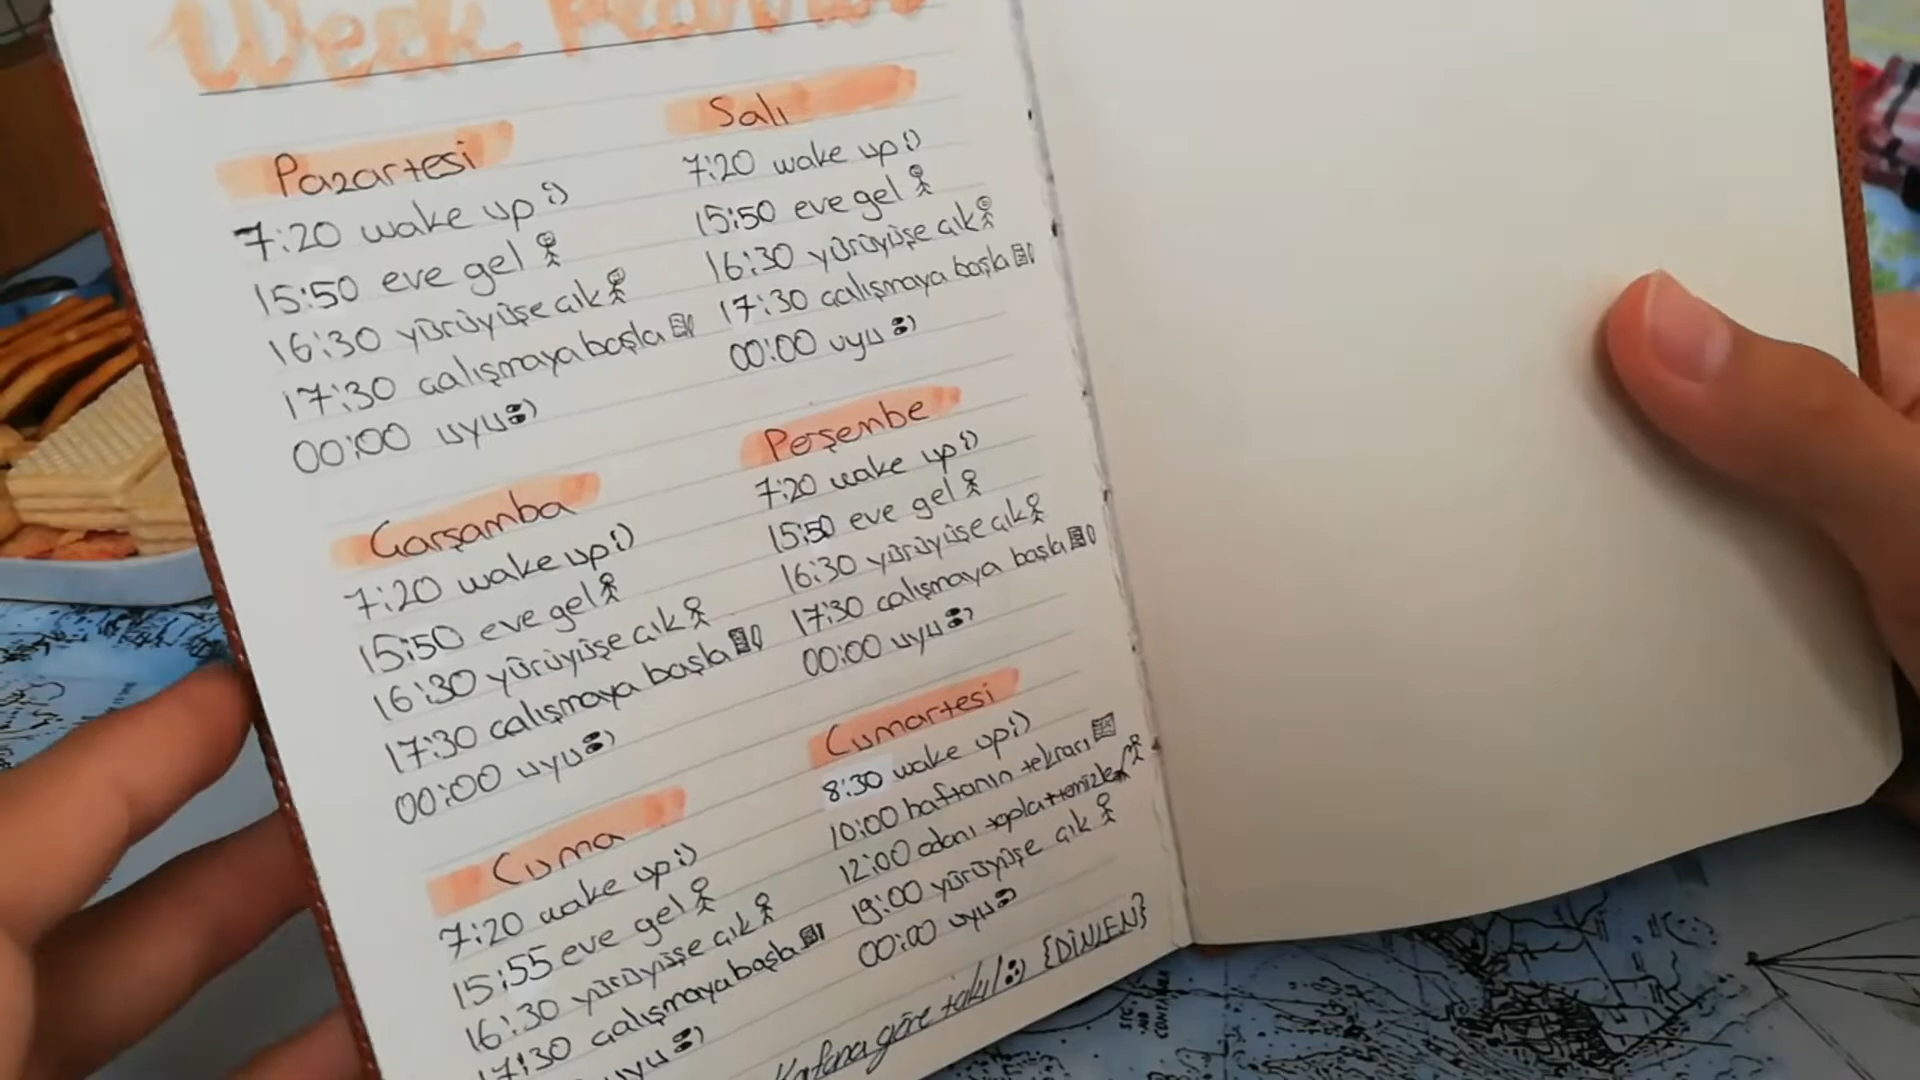 Week
Pazartesi
7:20 wake up :)
15:50 eve gel
16:30 yürüyüşe çık
17:30 çalışmaya başla
00:00 uyu :)
Salı
7:20 wake up :)
15:50 eve gel
16:30 yürüyüşe çık
17:30 çalışmaya başla
00:00 uyu :)
Çarşamba
7:20 wake up :)
15:50 eve gel
16:30 yürüyüşe çık
17:30 çalışmaya başla
00:00 uyu :)
Perşembe
7:20 wake up :)
15:50 eve gel
16:30 yürüyüşe çık
17:30 çalışmaya başla
00:00 uyu :)
Cuma
7:20 wake up :)
15:55 eve gel
16:30 yürüyüşe çık
17:30 çalışmaya başla
uyu :)
Cumartesi
8:30 wake up :)
10:00 haftanın tekrarı
12:00 odanı topla+temizle
19:00 yürüyüşe çık
00:00 uyu :)
Kafana göre takıl :) {DİNLEN}